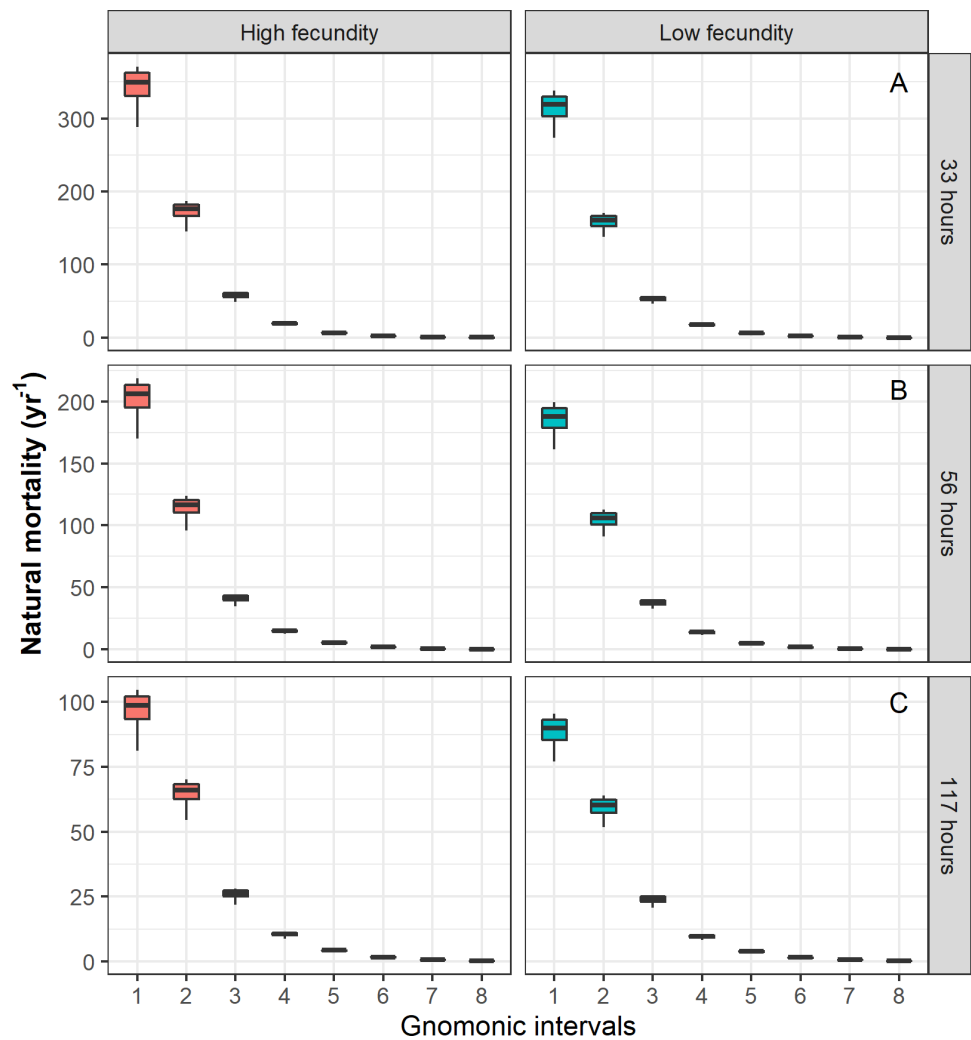 High fecundity Low fecundity
A
33 hours
300
200
100
0
B
56 hours
200
150
100
50
0
C
117 hours
100
75
50
25
0
Natural mortality (yr⁻¹)
1 2 3 4 5 6 7 8 1 2 3 4 5 6 7 8
Gnomonic intervals